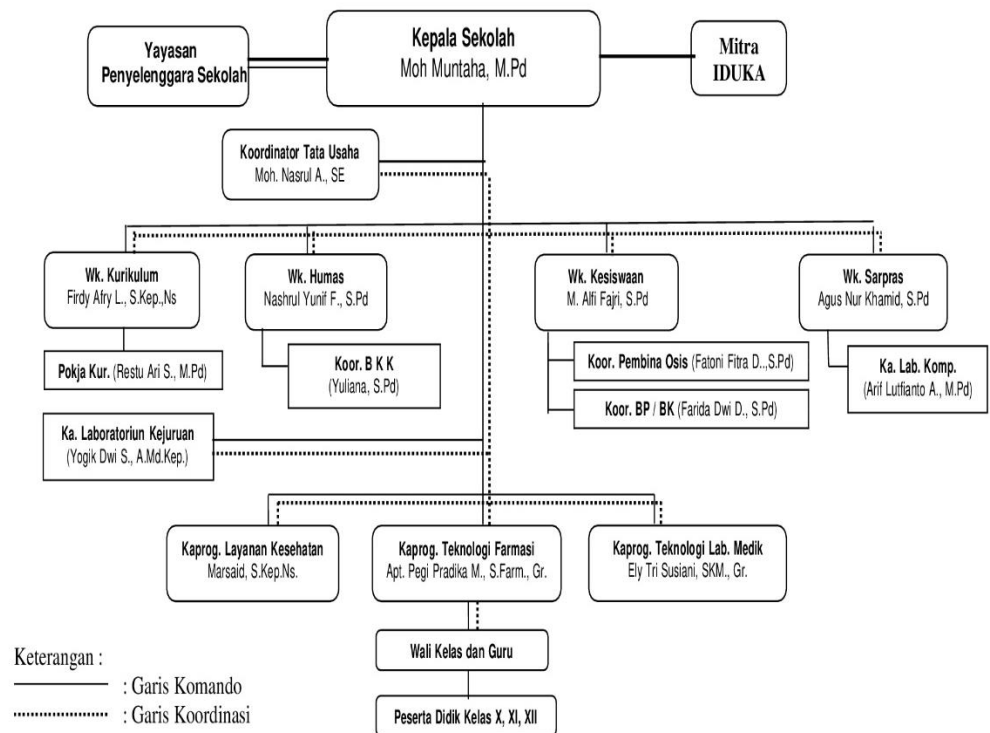 Yayasan
Penyelenggara Sekolah
Kepala Sekolah
Moh Muntaha, M.Pd
Mitra
IDUKA
Koordinator Tata Usaha
Moh. Nasrul A., SE
Wk. Kurikulum
Firdy Afry L., S.Kep.,Ns
Wk. Humas
Nashrul Yunif F., S.Pd
Wk. Kesiswaan
M. Alfi Fajri, S.Pd
Wk. Sarpras
Agus Nur Khamid, S.Pd
Pokja Kur. (Restu Ari S., M.Pd)
Koor. B K K
(Yuliana, S.Pd)
Koor. Pembina Osis (Fatoni Fitra D..,S.Pd)
Koor. BP / BK (Farida Dwi D., S.Pd)
Ka. Lab. Komp.
(Arif Lutfianto A., M.Pd)
Ka. Laboratoriun Kejuruan
(Yogik Dwi S., A.Md.Kep.)
Kaprog. Layanan Kesehatan
Marsaid, S.Kep.Ns.
Kaprog. Teknologi Farmasi
Apt. Pegi Pradika M., S.Farm., Gr.
Kaprog. Teknologi Lab. Medik
Ely Tri Susiani, SKM., Gr.
Wali Kelas dan Guru
Peserta Didik Kelas X, XI, XII
Keterangan :
: Garis Komando
: Garis Koordinasi